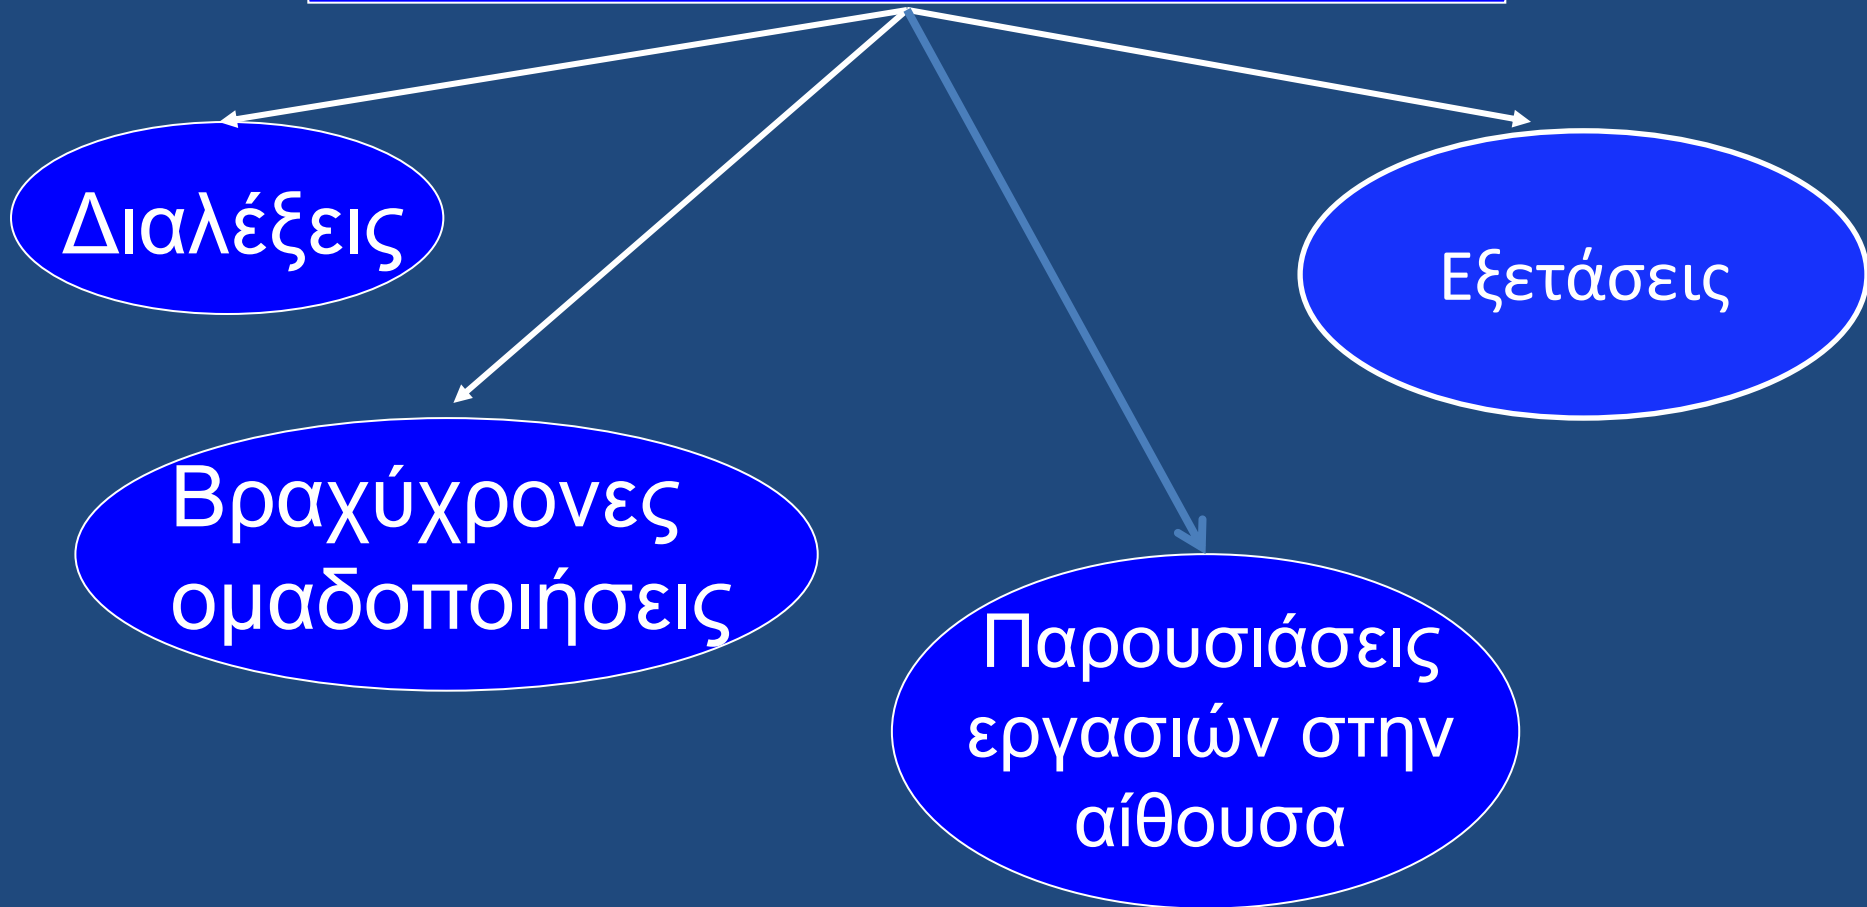 Διαλέξεις
Εξετάσεις
Βραχύχρονες
ομαδοποιήσεις
Παρουσιάσεις
εργασιών στην
αίθουσα